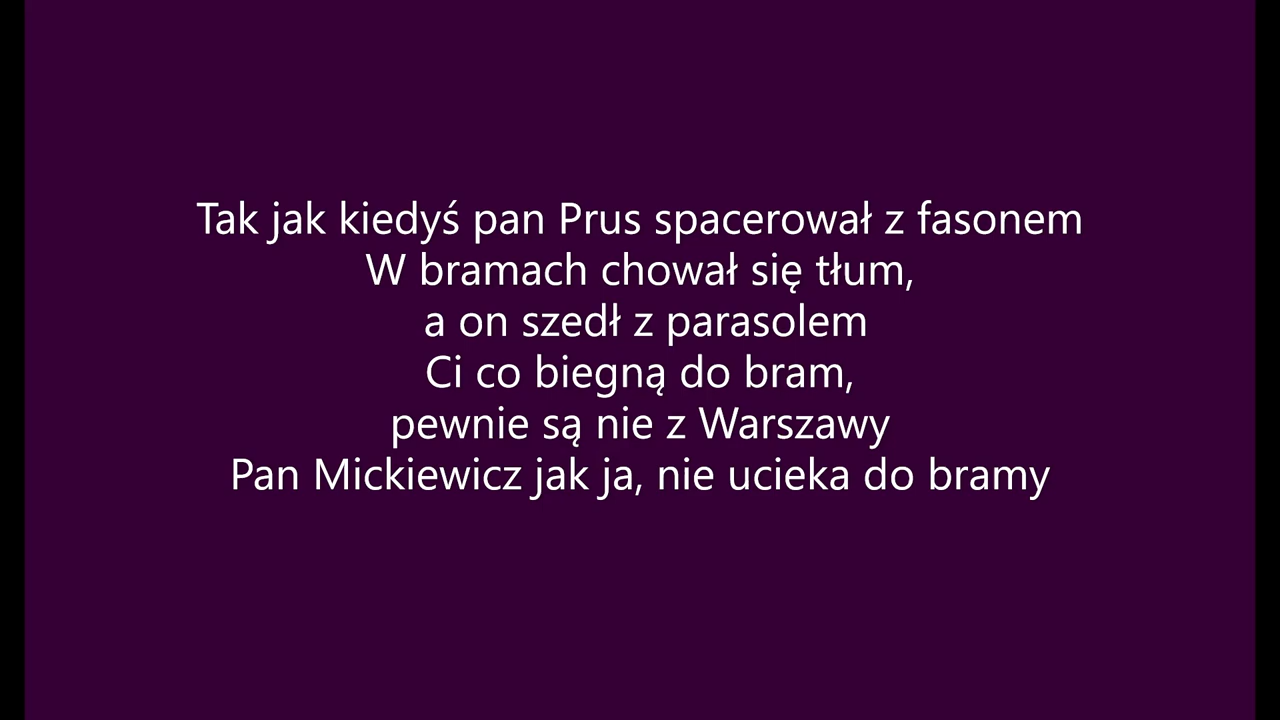 Tak jak kiedyś pan Prus spacerował z fasonem
W bramach chował się tłum,
a on szedł z parasolem
Ci co biegną do bram,
pewnie są nie z Warszawy
Pan Mickiewicz jak ja, nie ucieka do bramy